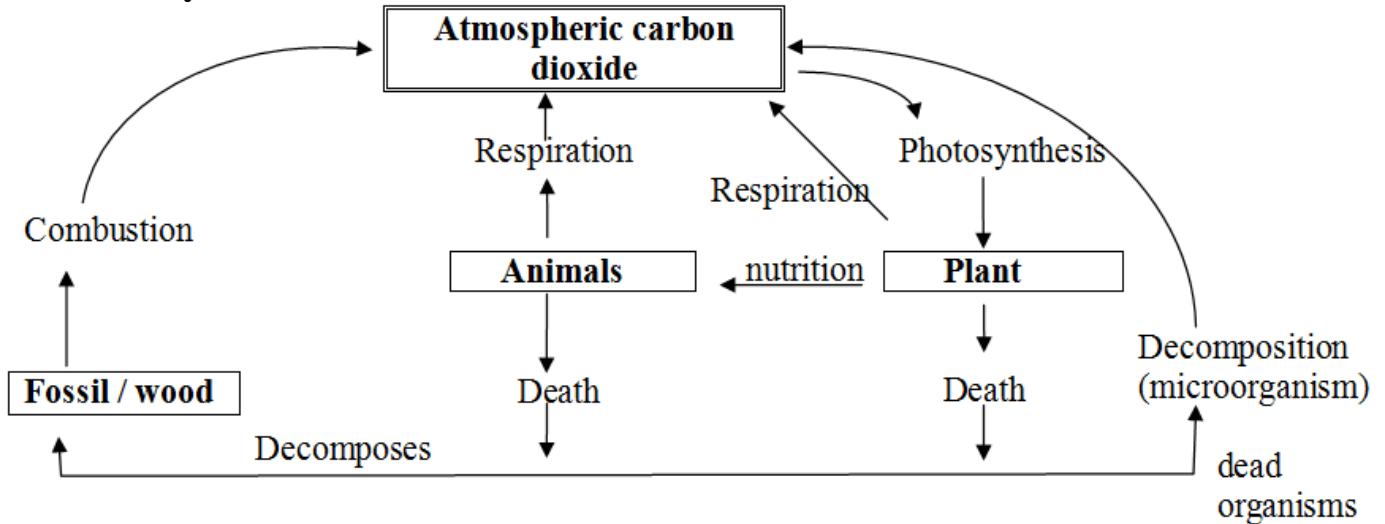 Atmospheric carbon
dioxide
Respiration
Photosynthesis
Respiration
Combustion
Animals
nutrition
Plant
Decomposition
(microorganism)
Fossil / wood
Death
Death
Decomposes
dead
organisms